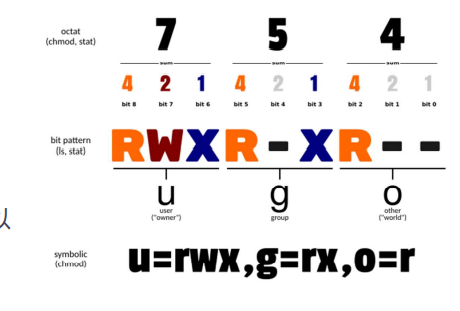 octat
(chmod, stat)
7 5 4
sum sum sum
4 2 1 4 2 1 4 2 1
bit 8 bit 7 bit 6 bit 5 bit 4 bit 3 bit 2 bit 1 bit 0
bit pattern
(ls, stat)
RWXR-XR--
u g o
user group other
("owner") ("world")
以
symbolic
(chmod)
u=rwx,g=rx,o=r